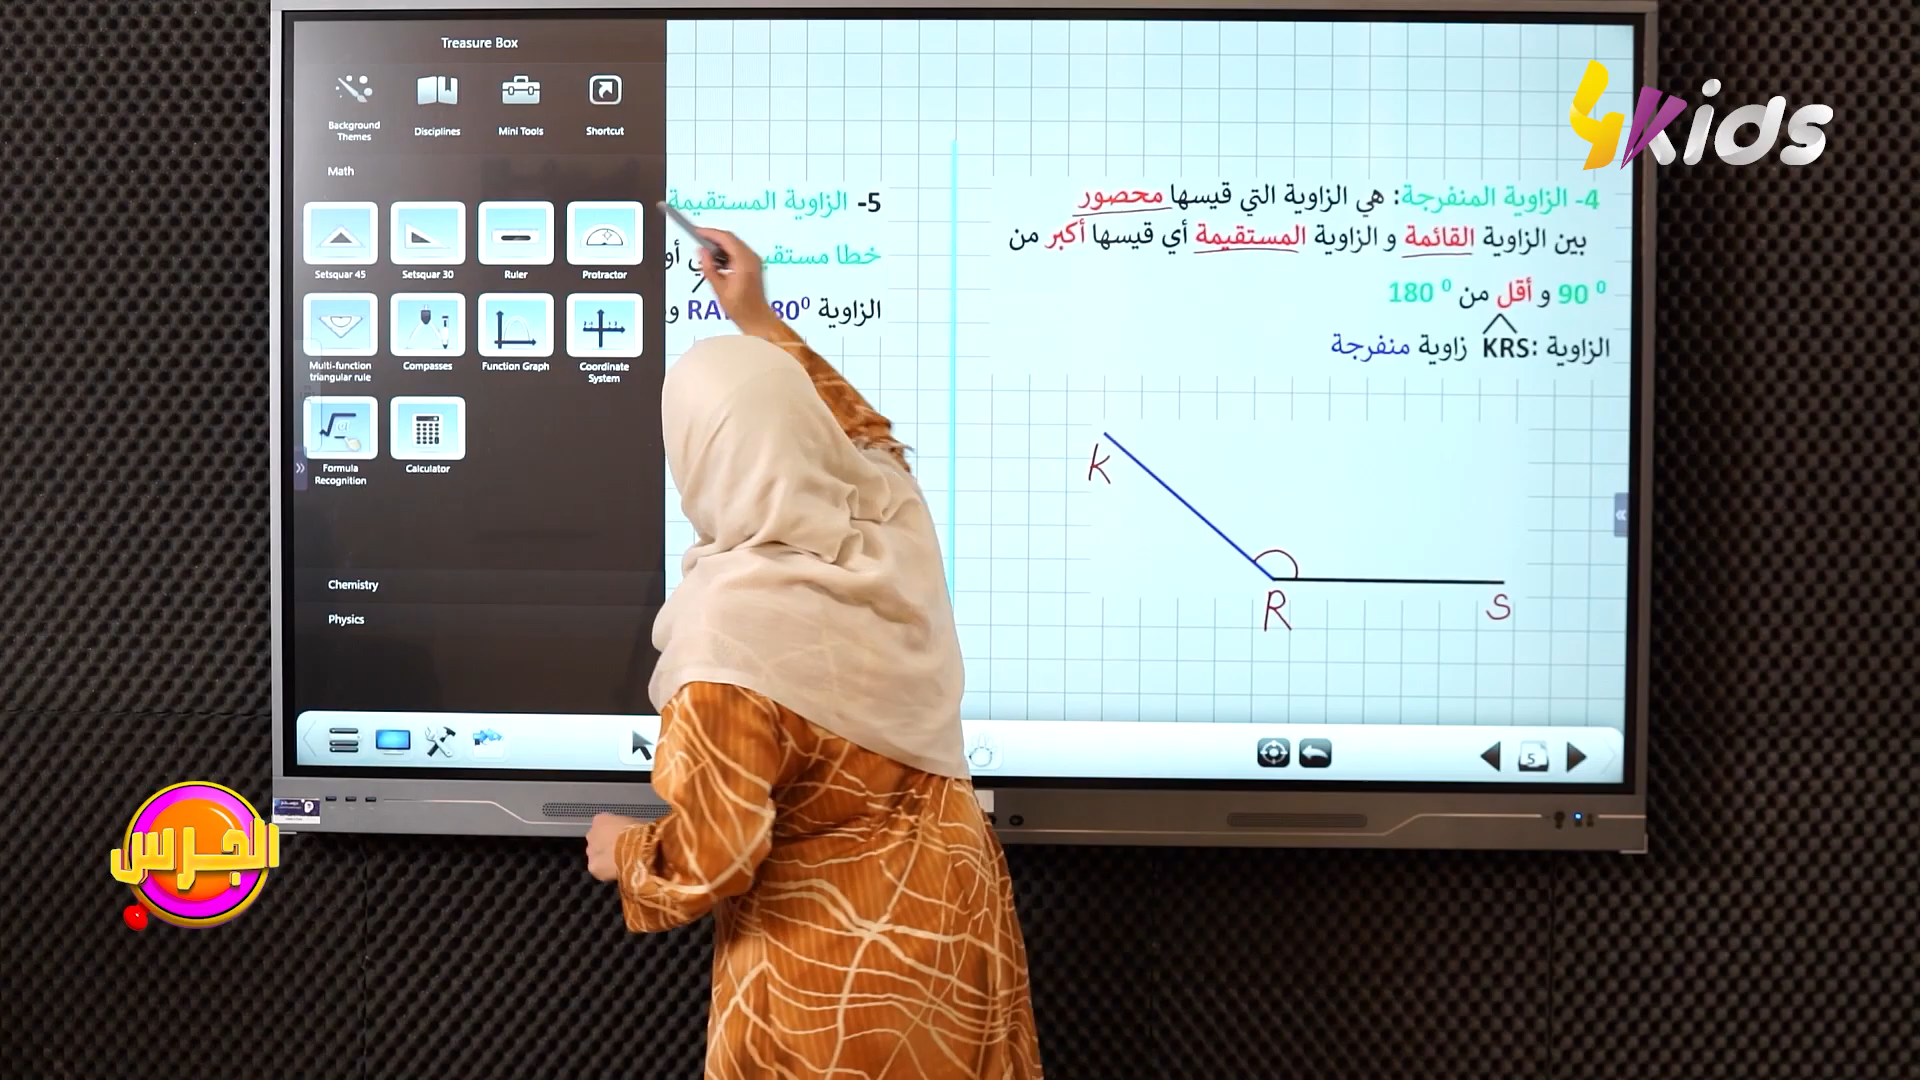 Treasure Box
Background Themes
Disciplines
Mini Tools
Shortcut
Math
Setsquar 45
Setsquar 30
Ruler
Protractor
Multi-function triangular rule
Compasses
Function Graph
Coordinate System
Formula Recognition
Calculator
Chemistry
Physics
4Kids
4- الزاوية المنفرجة: هي الزاوية التي قيسها محصور
بين الزاوية القائمة و الزاوية المستقيمة أي قيسها أكبر من
90 ⁰ و أقل من 180 ⁰
الزاوية :KRS زاوية منفرجة
K
R
S
5- الزاوية المستقيمة
خطا
الزاوية
5
الجرس